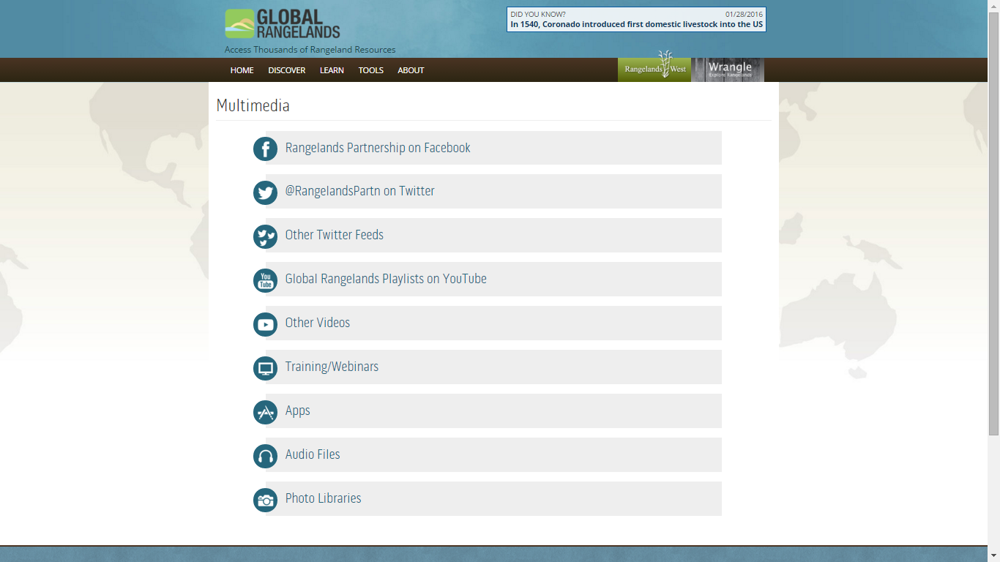 GLOBAL
RANGELANDS
Access Thousands of Rangeland Resources
DID YOU KNOW? 01/28/2016
In 1540, Coronado introduced first domestic livestock into the US
HOME DISCOVER LEARN TOOLS ABOUT
Rangelands West
Wrangle
Explore Rangelands
Multimedia
Rangelands Partnership on Facebook
@RangelandsPartn on Twitter
Other Twitter Feeds
You
Tube
Global Rangelands Playlists on YouTube
Other Videos
Training/Webinars
Apps
Audio Files
Photo Libraries